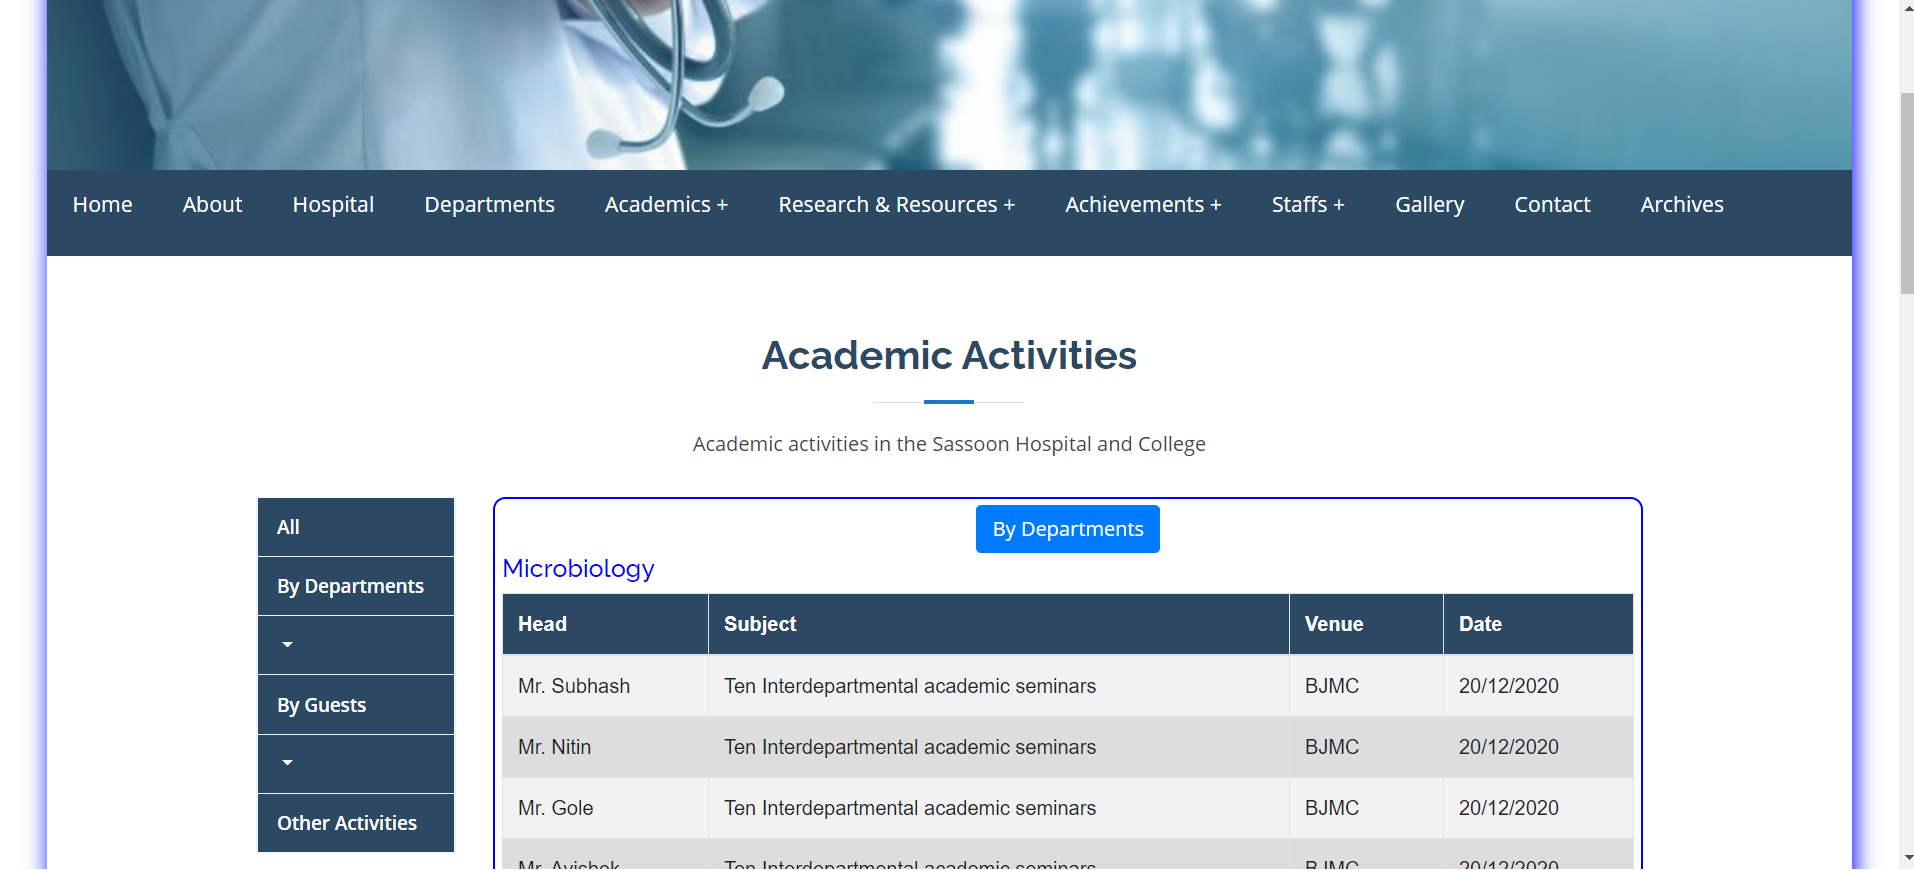 Home About Hospital Departments Academics + Research & Resources + Achievements + Staffs + Gallery Contact Archives
Academic Activities
Academic activities in the Sassoon Hospital and College
All
By Departments
By Guests
Other Activities
By Departments
Microbiology
Head Subject Venue Date
Mr. Subhash Ten Interdepartmental academic seminars BJMC 20/12/2020
Mr. Nitin Ten Interdepartmental academic seminars BJMC 20/12/2020
Mr. Gole Ten Interdepartmental academic seminars BJMC 20/12/2020
Mr. Avishek Ten Interdepartmental academic seminars BJMC 20/12/2020